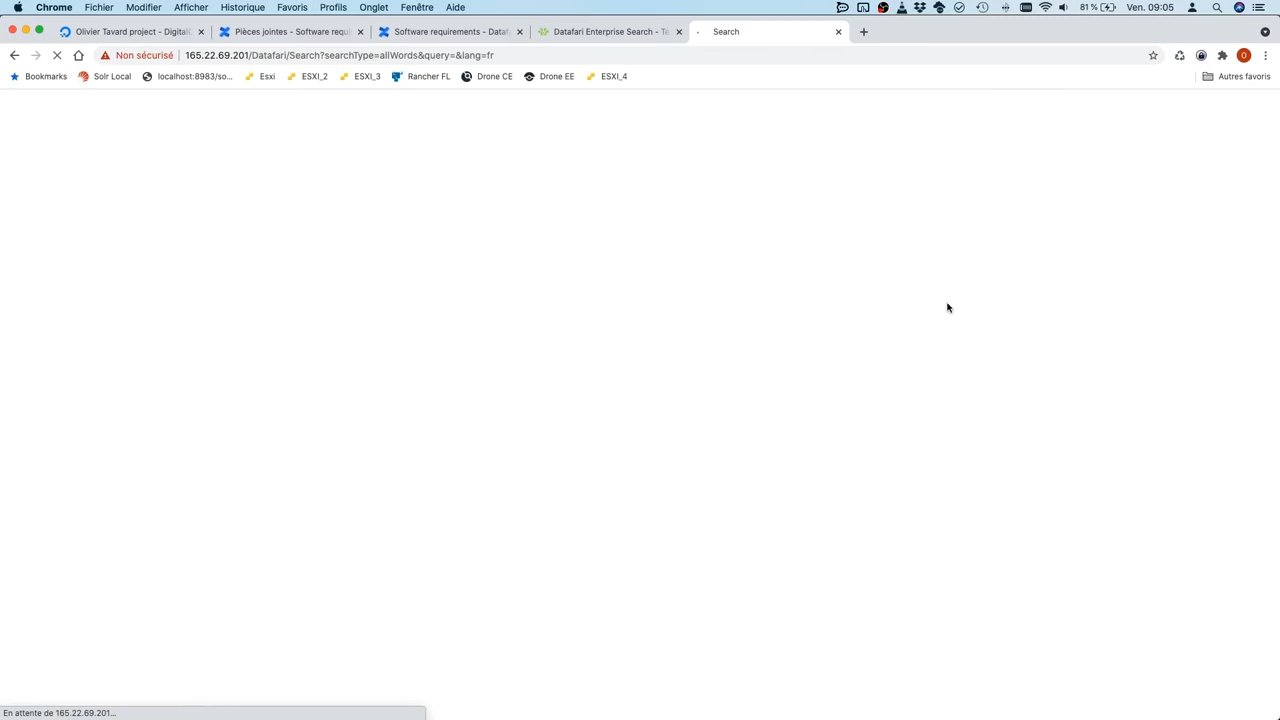 Chrome Fichier Modifier Afficher Historique Favoris Profils Onglet Fenêtre Aide 81 % Ven. 09:05
Olivier Tavard project - Digital Pièces jointes - Software requi Software requirements - Dataf Datafari Enterprise Search - Té Search
Non sécurisé 165.22.69.201/Datafari/Search?searchType=allWords&query=&lang=fr O
Bookmarks Solr Local localhost:8983/so... Esxi ESXI_2 ESXI_3 Rancher FL Drone CE Drone EE ESXI_4 Autres favoris
En attente de 165.22.69.201...